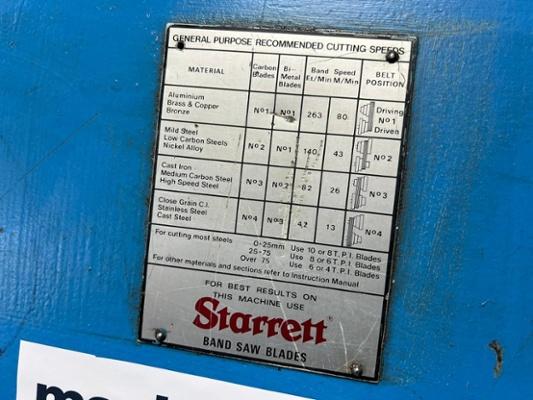 GENERAL PURPOSE RECOMMENDED CUTTING SPEEDS
MATERIAL Carbon Blades Bi-Metal Blades Band Speed Ft/Min M/Min BELT POSITION
Aluminium
Brass & Copper
Bronze
Nº1 Nº1 263 80 Driving Nº1 Driven
Mild Steel
Low Carbon Steels
Nickel Alloy
Nº2 Nº1 140 43 Nº2
Cast Iron
Medium Carbon Steel
High Speed Steel
Nº3 Nº2 82 26 Nº3
Close Grain C.I.
Stainless Steel
Cast Steel
Nº4 Nº3 42 13 Nº4
For cutting most steels 0-25mm Use 10 or 8 T.P.I. Blades
25-75 Use 8 or 6 T.P.I. Blades
Over 75 Use 6 or 4 T.P.I. Blades
For other materials and sections refer to Instruction Manual
FOR BEST RESULTS ON
THIS MACHINE USE
Starrett
BAND SAW BLADES